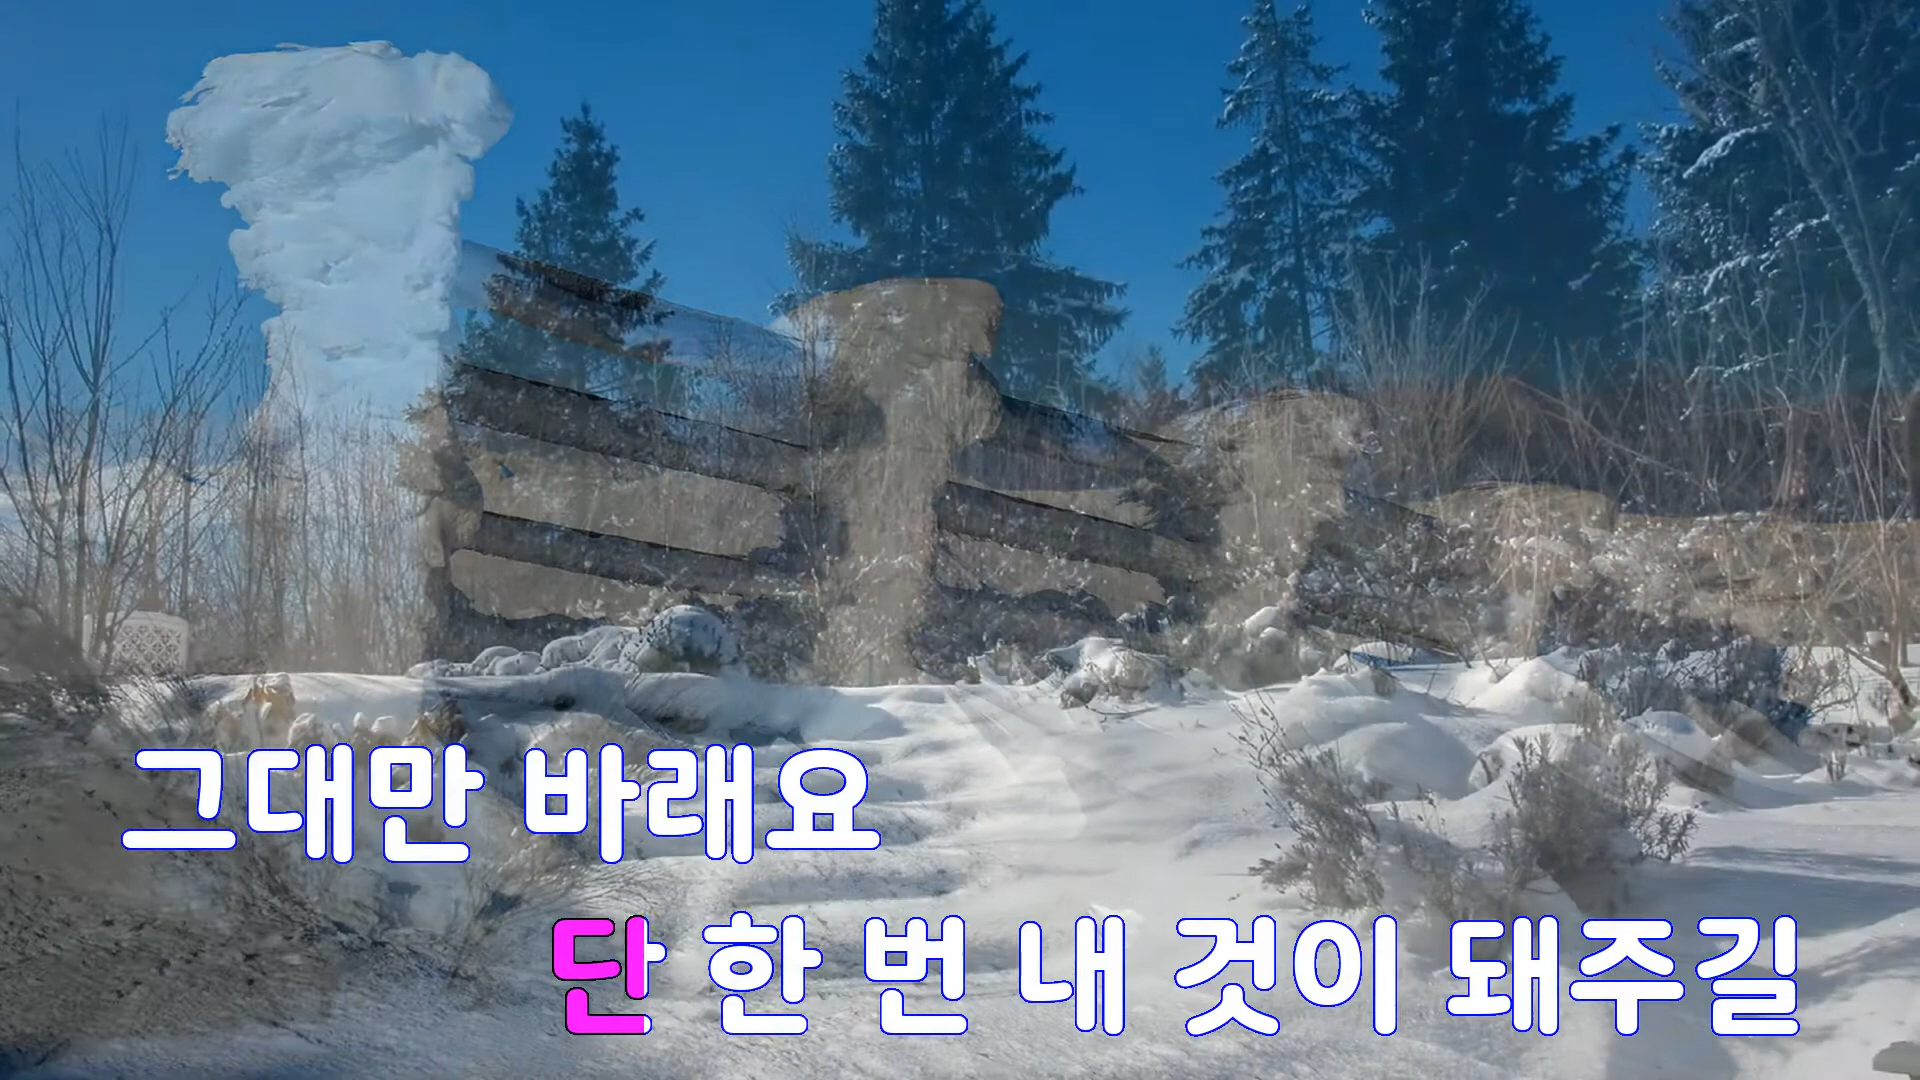 그대만 바래요
단 한 번 내 것이 돼주길